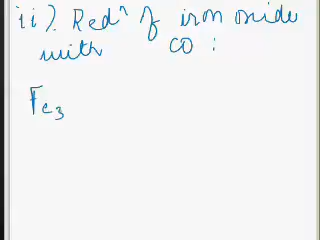 ii). Redⁿ of iron oxide
with CO :
Fe₃